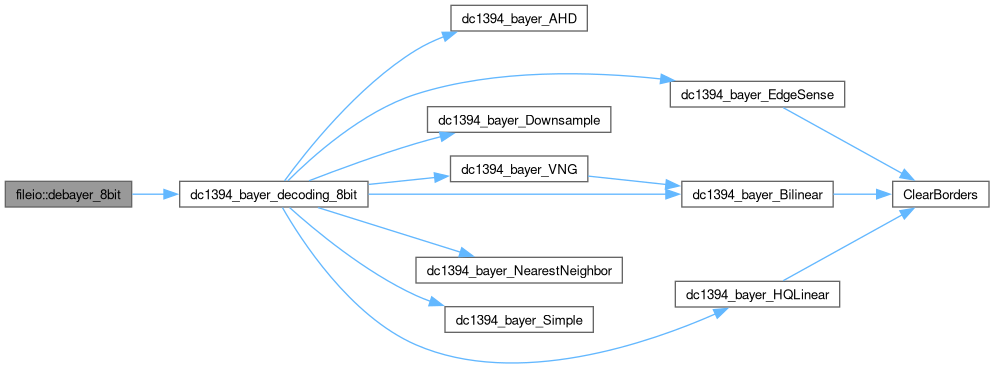 dc1394_bayer_AHD
dc1394_bayer_EdgeSense
dc1394_bayer_Downsample
dc1394_bayer_VNG
fileio::debayer_8bit
dc1394_bayer_decoding_8bit
dc1394_bayer_Bilinear
ClearBorders
dc1394_bayer_NearestNeighbor
dc1394_bayer_HQLinear
dc1394_bayer_Simple